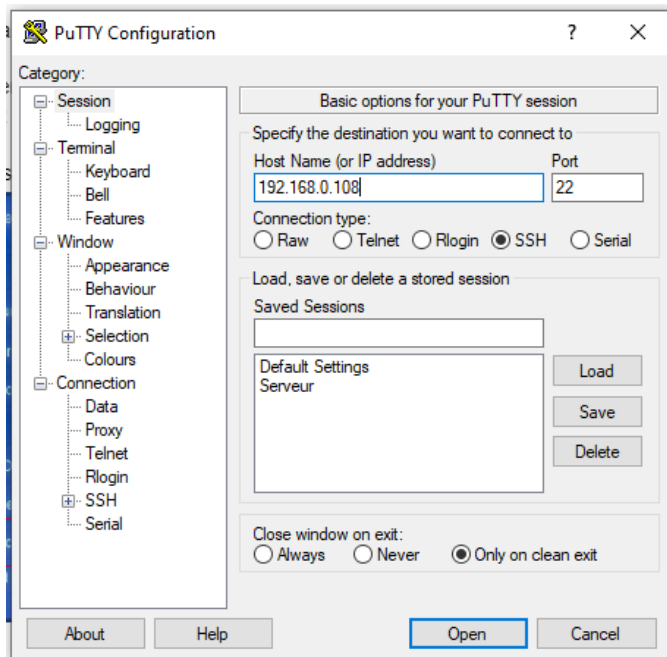 PuTTY Configuration
?
Category:
Session
Logging
Terminal
Keyboard
Bell
Features
Window
Appearance
Behaviour
Translation
Selection
Colours
Connection
Data
Proxy
Telnet
Rlogin
SSH
Serial
Basic options for your PuTTY session
Specify the destination you want to connect to
Host Name (or IP address) Port
192.168.0.108 22
Connection type:
Raw Telnet Rlogin SSH Serial
Load, save or delete a stored session
Saved Sessions
Default Settings
Serveur
Load
Save
Delete
Close window on exit:
Always Never Only on clean exit
About Help Open Cancel